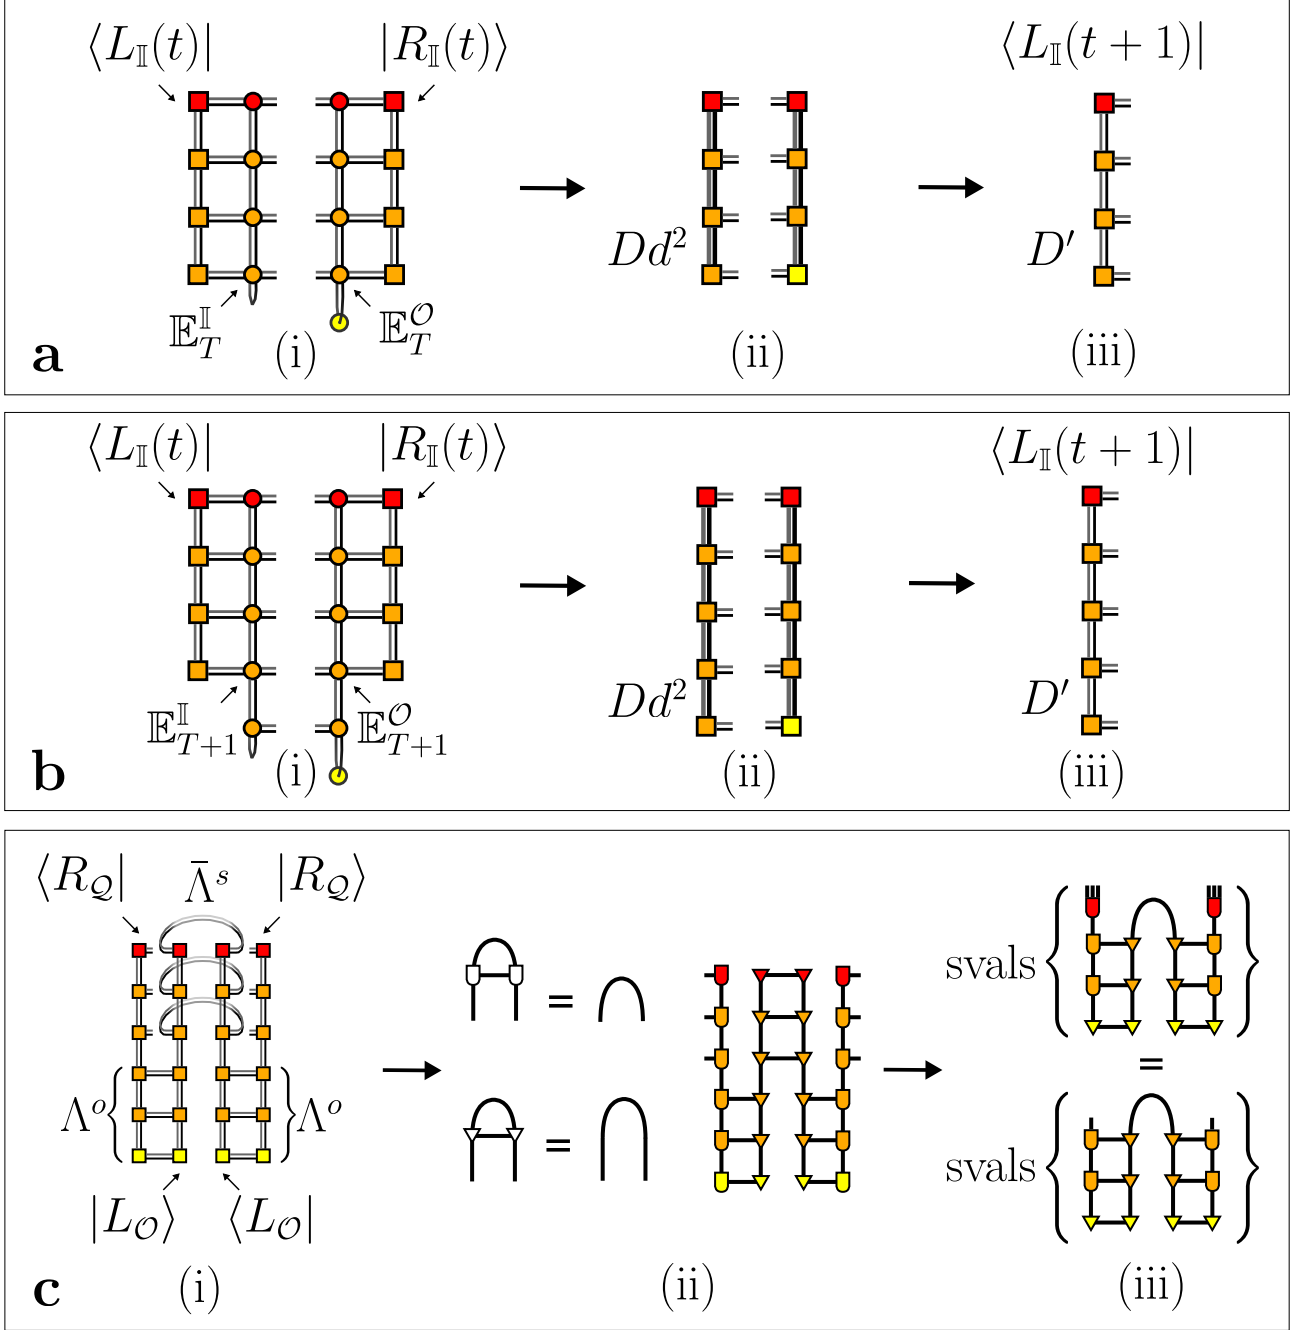 ⟨L_𝕀(t)| |R_𝕀(t)⟩ ⟨L_𝕀(t + 1)|
Dd² D′
𝔼_T^𝕀 𝔼_T^𝒪
a (i) (ii) (iii)
⟨L_𝕀(t)| |R_𝕀(t)⟩ ⟨L_𝕀(t + 1)|
Dd² D′
𝔼_{T+1}^𝕀 𝔼_{T+1}^𝒪
b (i) (ii) (iii)
⟨R_𝒬| Λ̄^s |R_𝒬⟩
svals
= =
Λ^o Λ^o = svals
|L_𝒪⟩ ⟨L_𝒪|
c (i) (ii) (iii)